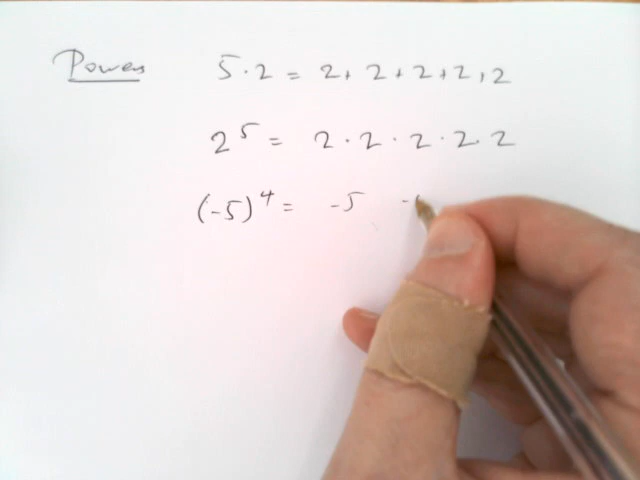 Powers 5·2 = 2+2+2+2+2
2⁵ = 2·2·2·2·2
(-5)⁴ = -5 -